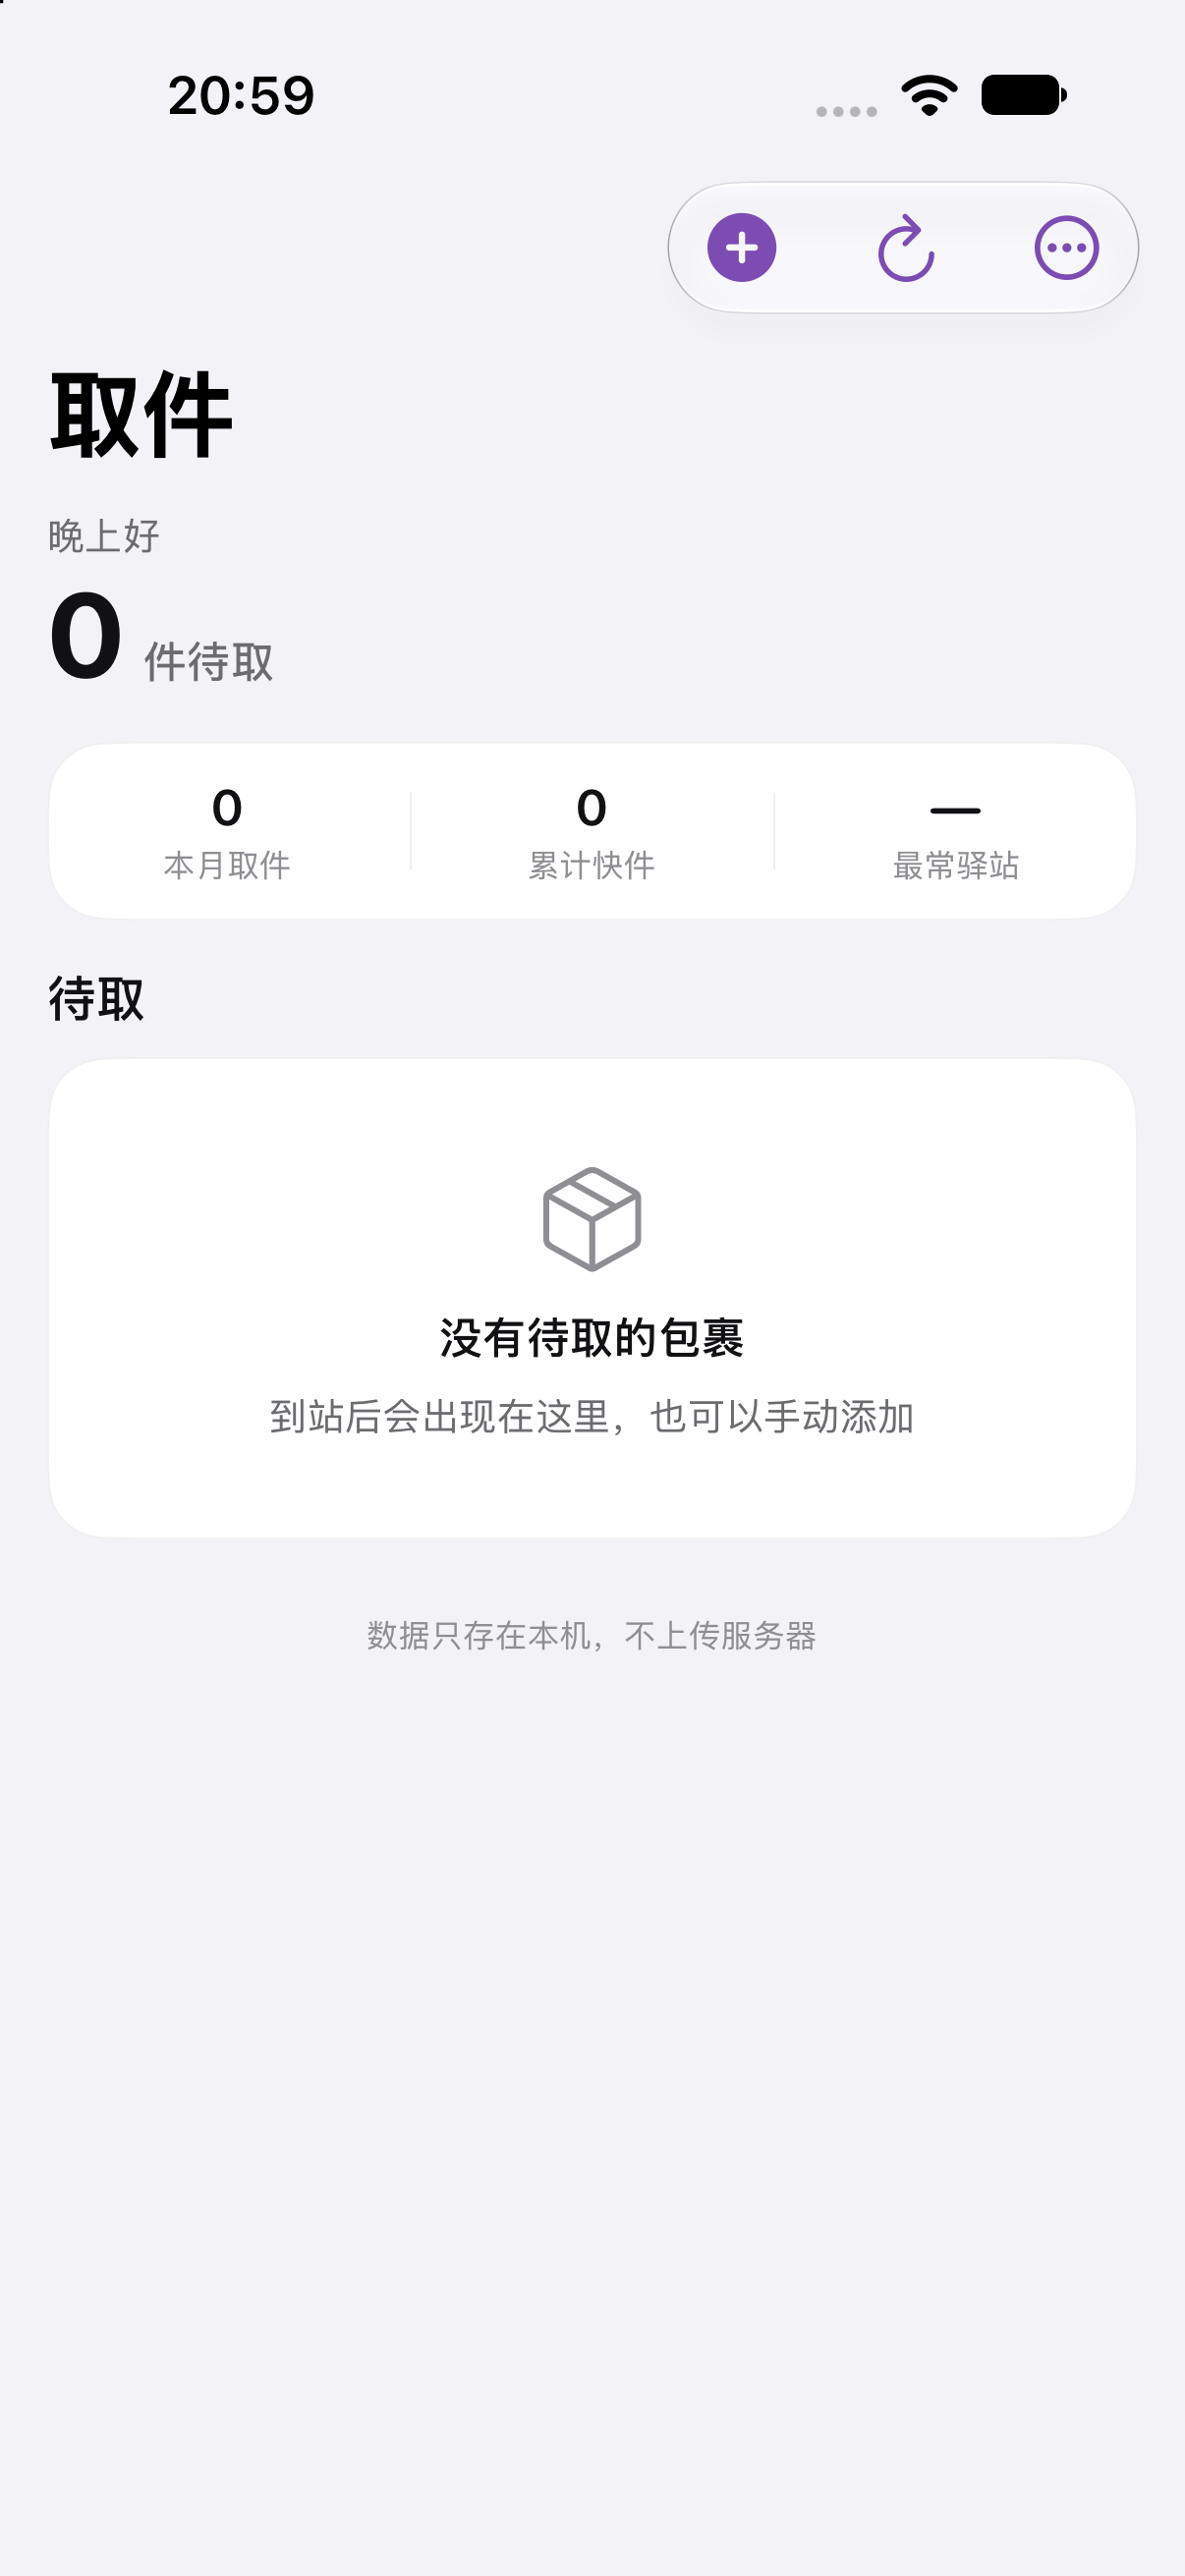 20:59
取件
晚上好
0 件待取
0
本月取件
0
累计快件
—
最常驿站
待取
没有待取的包裹
到站后会出现在这里，也可以手动添加
数据只存在本机，不上传服务器